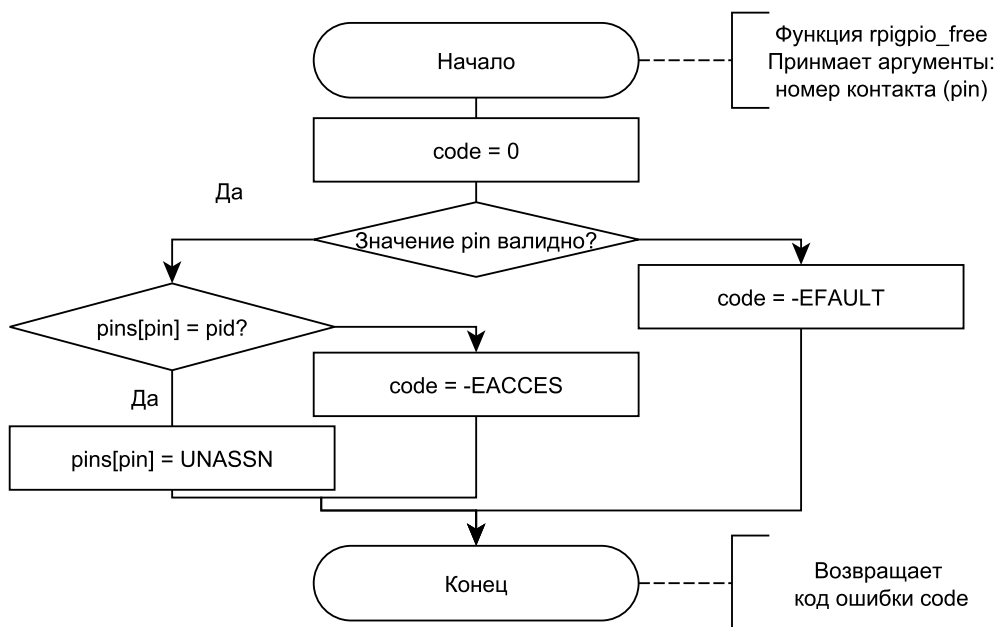 Начало
Функция rpigpio_free
Принмает аргументы:
номер контакта (pin)
code = 0
Да
Значение pin валидно?
code = -EFAULT
pins[pin] = pid?
code = -EACCES
Да
pins[pin] = UNASSN
Конец
Возвращает
код ошибки code